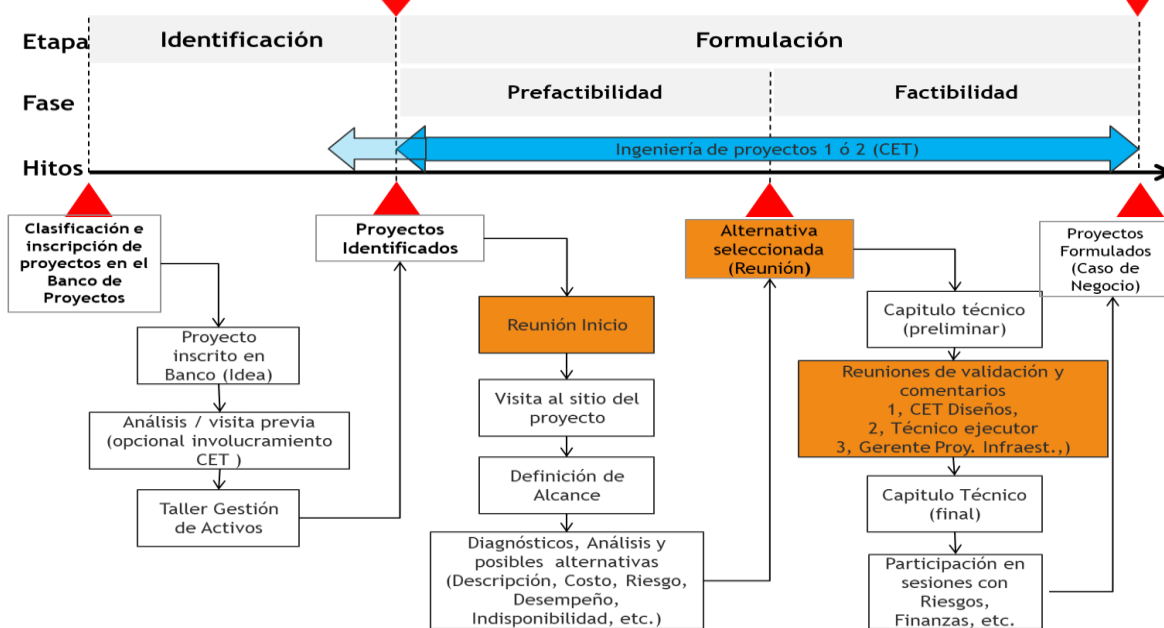 Etapa
Identificación
Formulación
Fase
Prefactibilidad
Factibilidad
Ingeniería de proyectos 1 ó 2 (CET)
Hitos
Clasificación e
inscripción de
proyectos en el
Banco de
Proyectos
Proyecto
inscrito en
Banco (Idea)
Análisis / visita previa
(opcional involucramiento
CET )
Taller Gestión
de Activos
Proyectos
Identificados
Reunión Inicio
Visita al sitio del
proyecto
Definición de
Alcance
Diagnósticos, Análisis y
posibles alternativas
(Descripción, Costo, Riesgo,
Desempeño,
Indisponibilidad, etc.)
Alternativa
seleccionada
(Reunión)
Capitulo técnico
(preliminar)
Reuniones de validación y
comentarios
1, CET Diseños,
2, Técnico ejecutor
3, Gerente Proy. Infraest.,)
Capitulo Técnico
(final)
Participación en
sesiones con
Riesgos,
Finanzas, etc.
Proyectos
Formulados
(Caso de
Negocio)